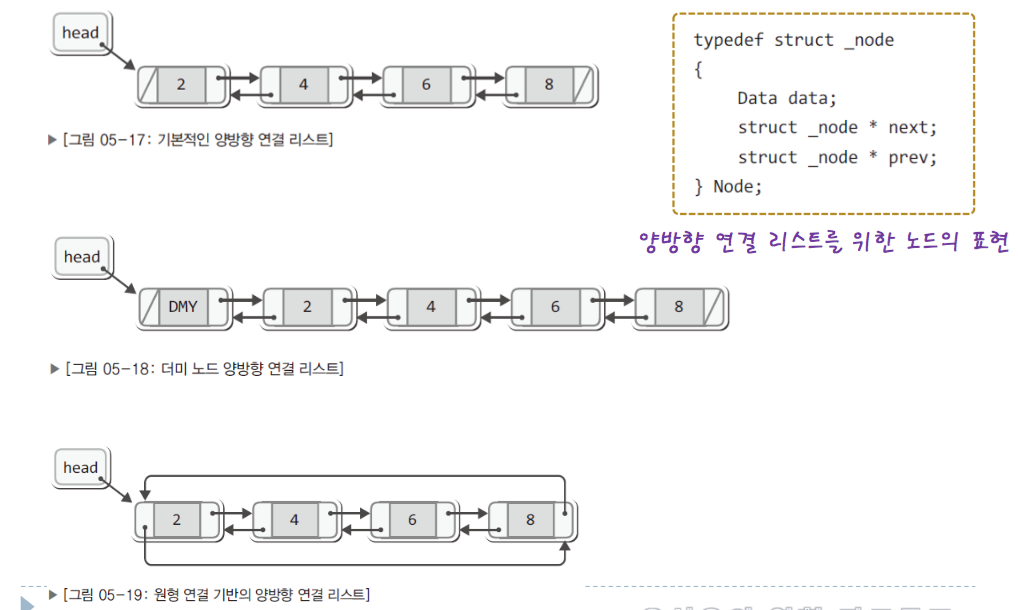 head
2 4 6 8
▶ [그림 05-17: 기본적인 양방향 연결 리스트]
typedef struct _node
{
Data data;
struct _node * next;
struct _node * prev;
} Node;
양방향 연결 리스트를 위한 노드의 표현
head
DMY 2 4 6 8
▶ [그림 05-18: 더미 노드 양방향 연결 리스트]
head
2 4 6 8
▶ [그림 05-19: 원형 연결 기반의 양방향 연결 리스트]